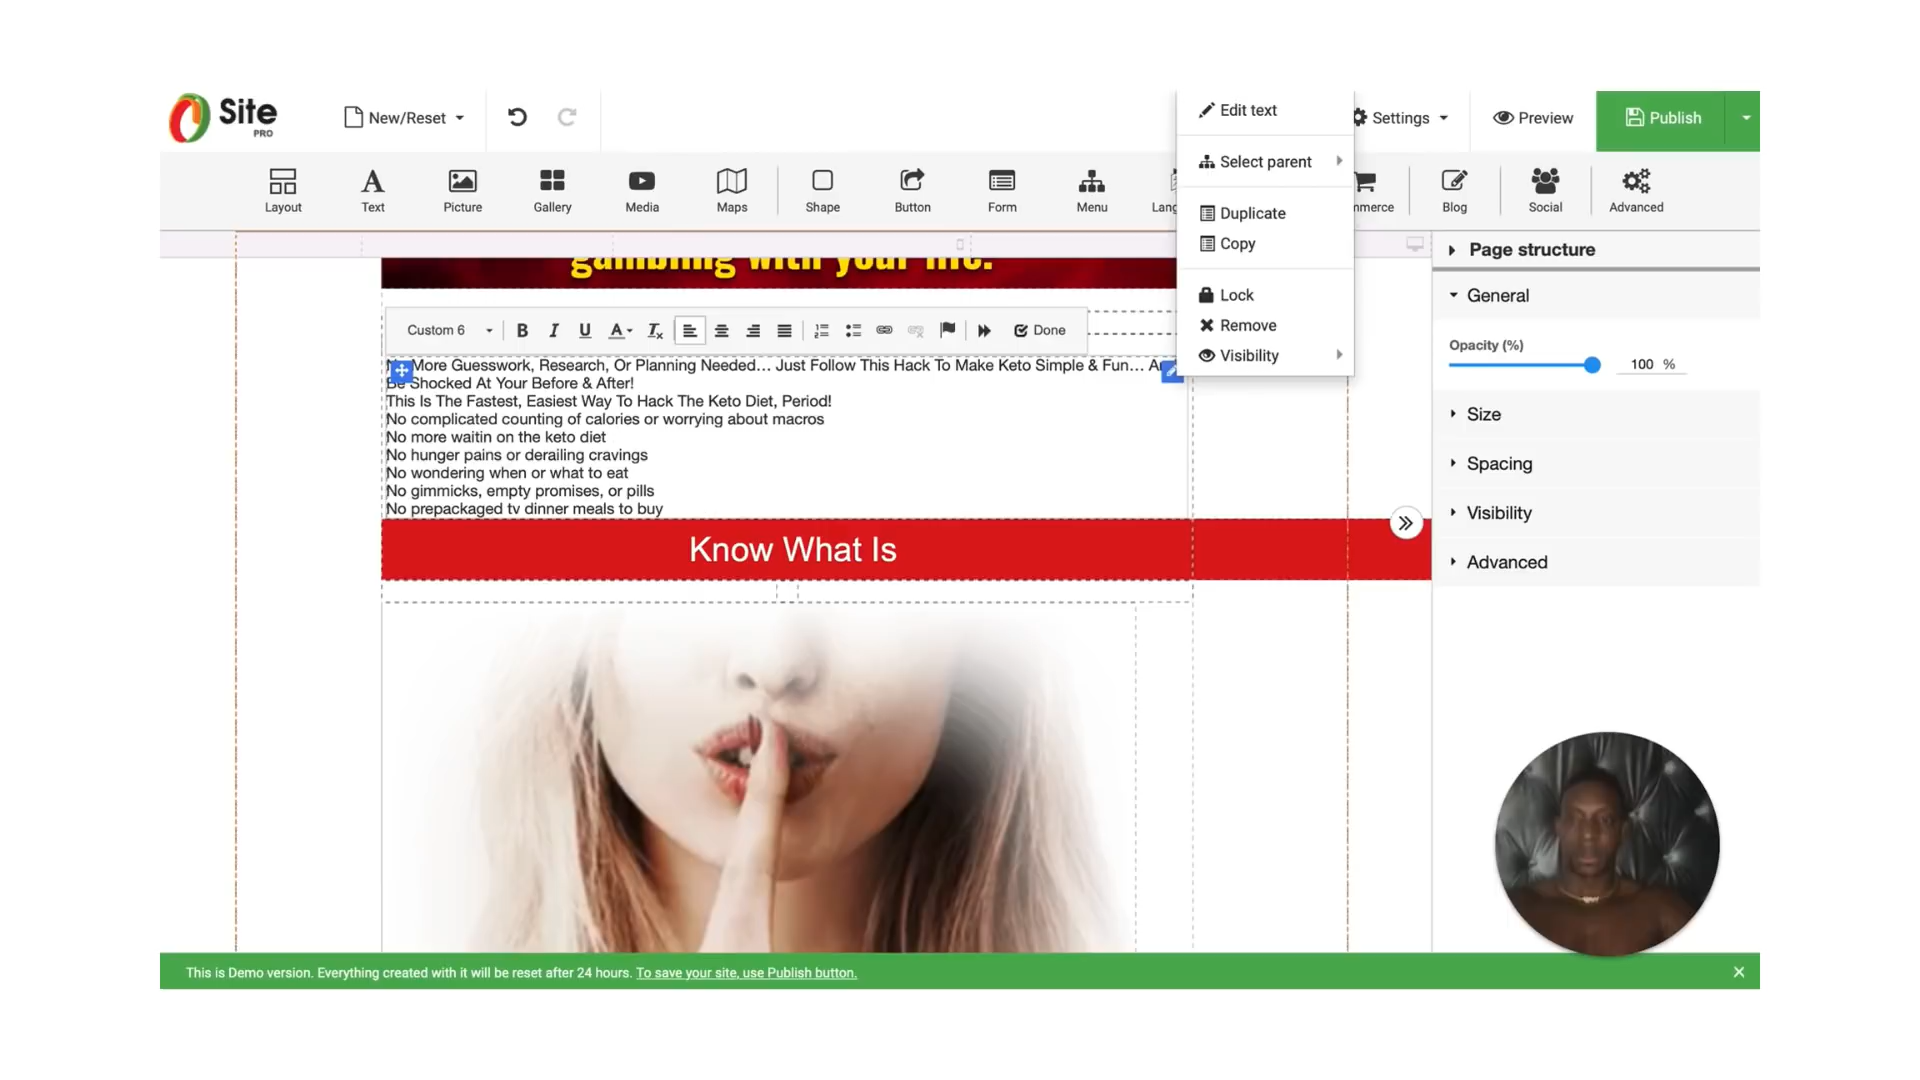 Site
PRO
New/Reset
Edit text
Settings
Preview
Publish
Select parent
Layout
Text
Picture
Gallery
Media
Maps
Shape
Button
Form
Menu
Blog
Social
Advanced
Duplicate
Copy
Page structure
gambling with your life.
General
Lock
Remove
Visibility
Custom 6
B I U A Tx
Done
Opacity (%)
100 %
More Guesswork, Research, Or Planning Needed... Just Follow This Hack To Make Keto Simple & Fun...
Be Shocked At Your Before & After!
This Is The Fastest, Easiest Way To Hack The Keto Diet, Period!
No complicated counting of calories or worrying about macros
No more waitin on the keto diet
No hunger pains or derailing cravings
No wondering when or what to eat
No gimmicks, empty promises, or pills
No prepackaged tv dinner meals to buy
Size
Spacing
Visibility
Advanced
Know What Is
This is Demo version. Everything created with it will be reset after 24 hours. To save your site, use Publish button.